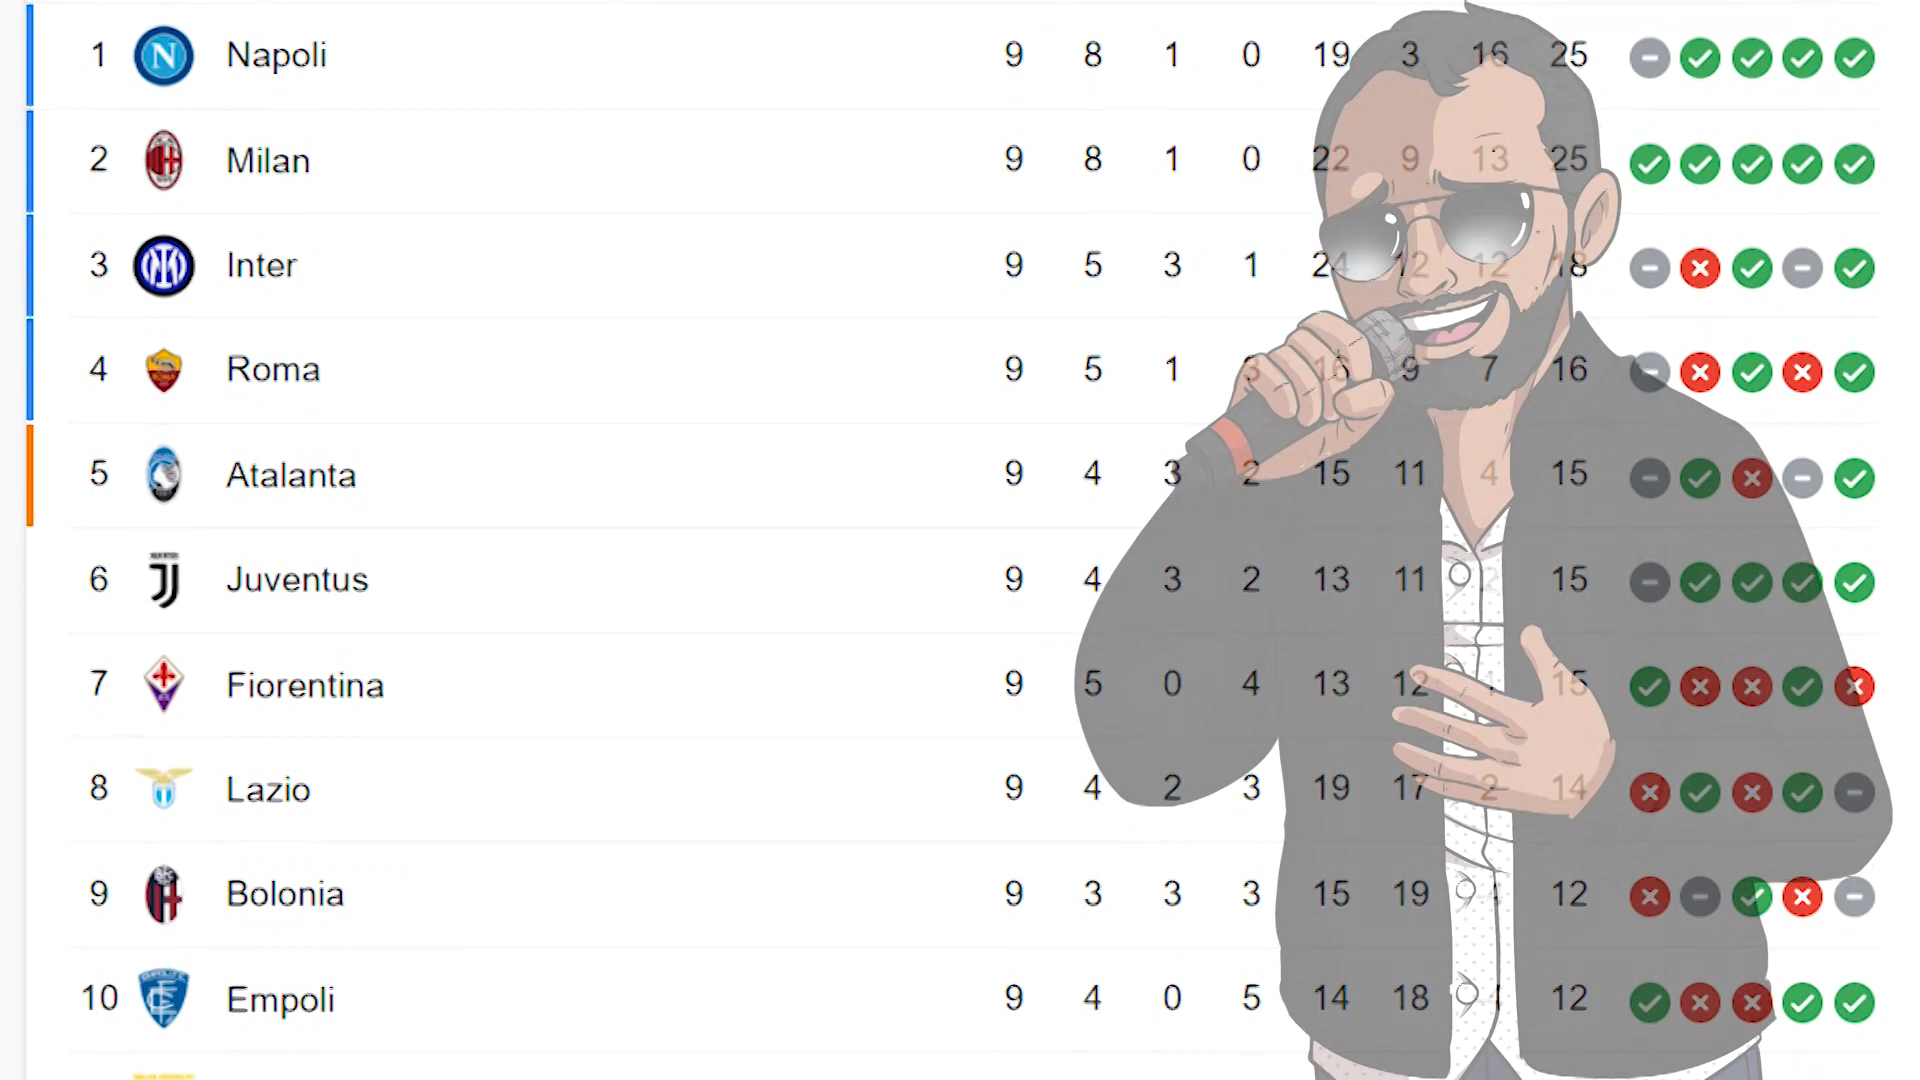 1 Napoli 9 8 1 0 19 3 16 25
2 Milan 9 8 1 0 22 9 13 25
3 Inter 9 5 3 1 24 12 12 18
4 Roma 9 5 1 3 16 9 7 16
5 Atalanta 9 4 3 2 15 11 4 15
6 Juventus 9 4 3 2 13 11 2 15
7 Fiorentina 9 5 0 4 13 12 1 15
8 Lazio 9 4 2 3 19 17 2 14
9 Bolonia 9 3 3 3 15 19 12
10 Empoli 9 4 0 5 14 18 12